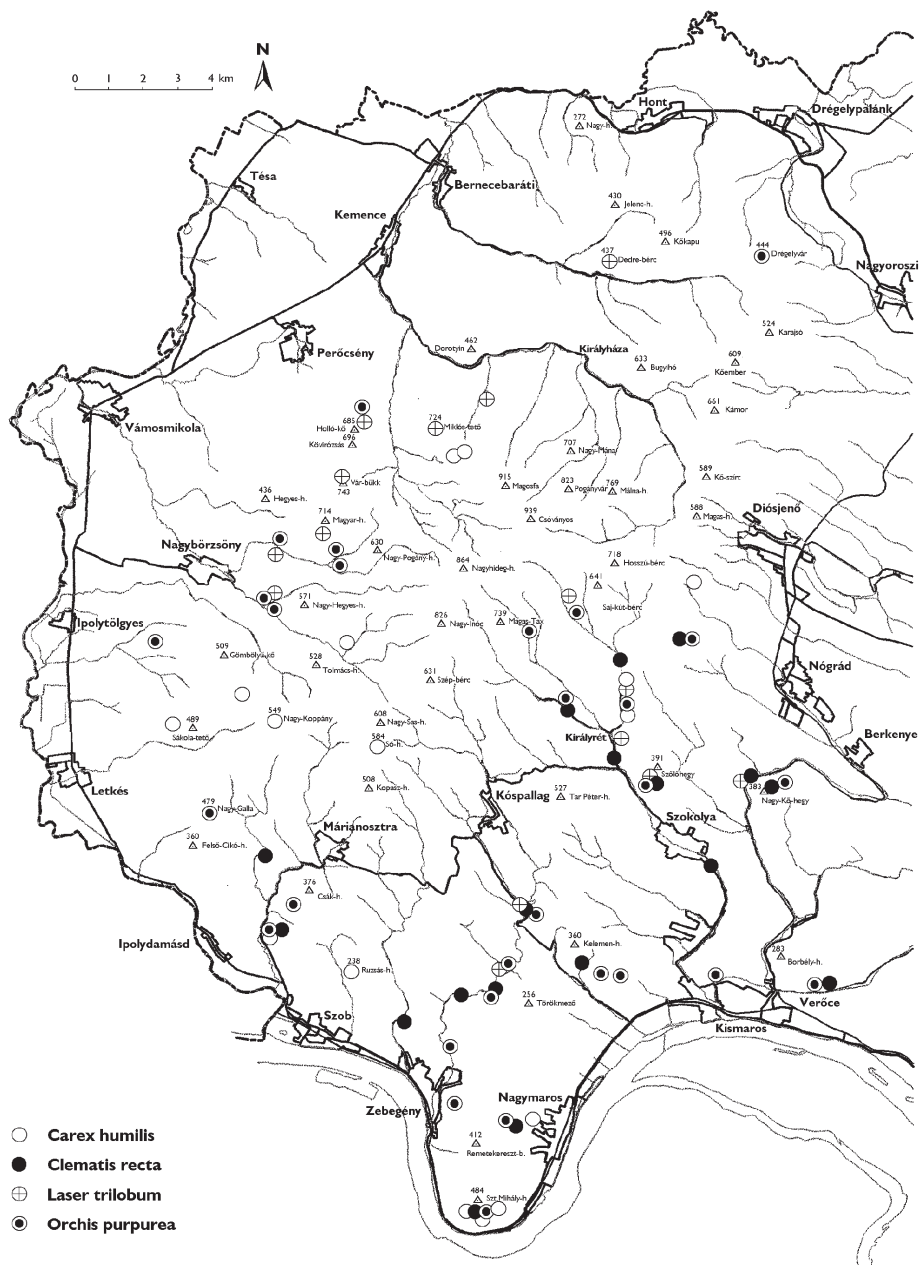 N
0 1 2 3 4 km
Hont
Drégelypalánk
272
Nagy-h.
Tésa
Bernecebaráti
430
Jelenc-h.
Kemence
496
Kőkapu
437
Dedre-bérc
444
Drégelyvár
Nagyoroszi
524
Karajsó
Perőcsény
462
Dorotyin
Királyháza
633
Bugyihó
609
Kőember
661
Kámor
Vámosmikola
685
Holló-kő
696
Kővirózsás
724
Miklós-tető
707
Nagy-Mána
743
Vár-bükk
915
Magosfa
823
Pogányvár
769
Málna-h.
589
Kő-szirt
436
Hegyes-h.
714
Magyar-h.
939
Csóványos
588
Magas-h.
Diósjenő
Nagybörzsöny
630
Nagy-Pogány-h.
864
Nagyhideg-h.
718
Hosszú-bérc
641
Saj-kút-bérc
571
Nagy-Hegyes-h.
Ipolytölgyes
826
Nagy-Inóc
739
Magas-Tax
509
Gömbölyű-kő
528
Tolmács-h.
631
Szép-bérc
Nógrád
489
Sákola-tető
549
Nagy-Koppány
608
Nagy-Sas-h.
584
Só-h.
Királyrét
Berkenye
391
Szőlőhegy
Letkés
508
Kopasz-h.
Kóspallag
527
Tar Péter-h.
383
Nagy-Kő-hegy
479
Nagy-Galla
Márianosztra
Szokolya
360
Felső-Cikó-h.
376
Csák-h.
Ipolydamásd
360
Kelemen-h.
283
Borbély-h.
238
Ruzsás-h.
256
Törökmező
Verőce
Szob
Kismaros
Zebegény
Nagymaros
412
Remetekereszt-b.
484
Szt.Mihály-h.
Carex humilis
Clematis recta
Laser trilobum
Orchis purpurea